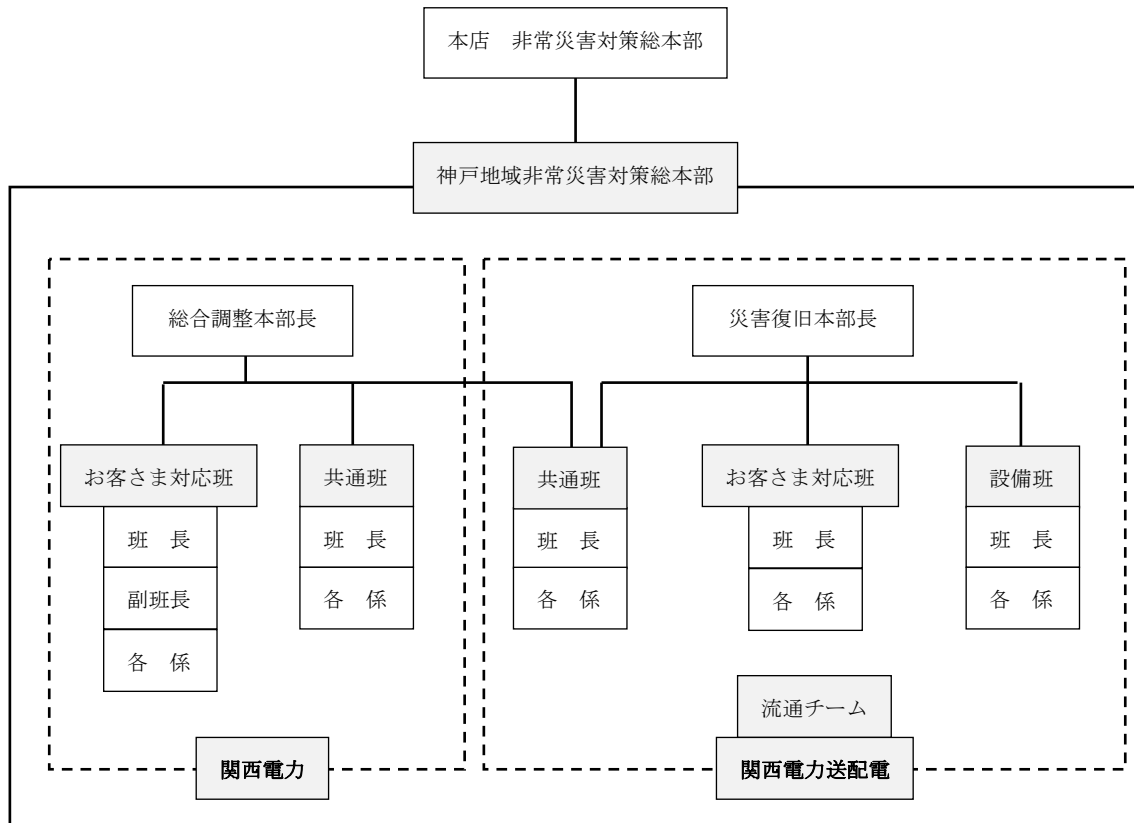 本店　非常災害対策総本部
神戸地域非常災害対策総本部
総合調整本部長
災害復旧本部長
お客さま対応班
共通班
共通班
お客さま対応班
設備班
班　長
副班長
各　係
班　長
各　係
班　長
各　係
班　長
各　係
班　長
各　係
流通チーム
関西電力
関西電力送配電